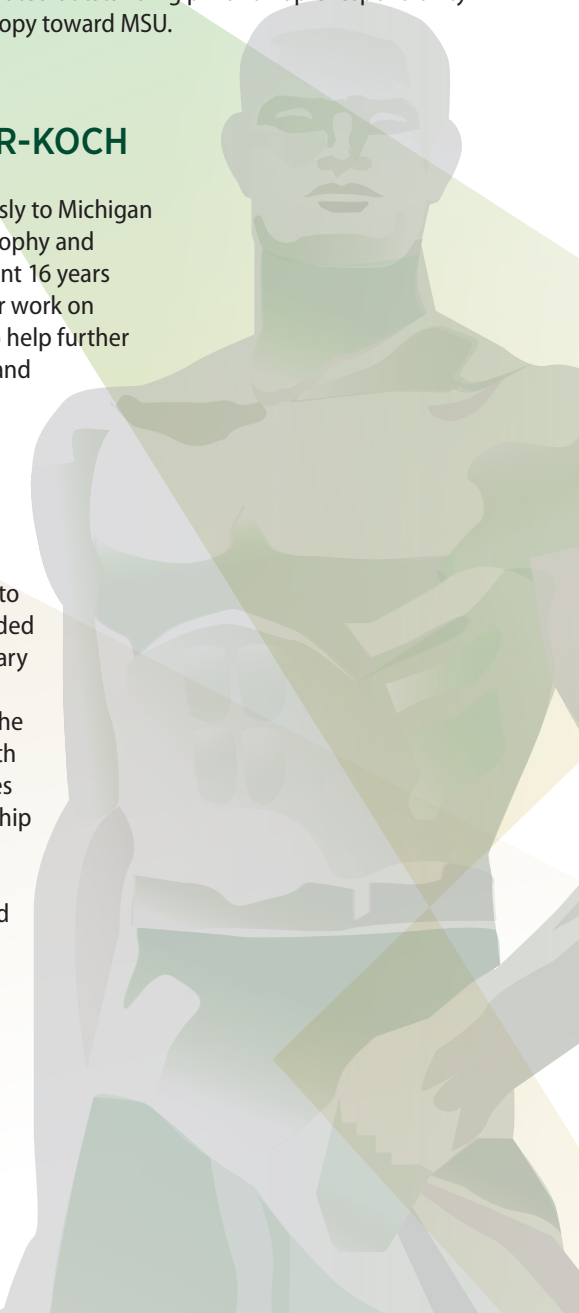 opy toward MSU.
R-KOCH
sly to Michigan
ophy and
nt 16 years
r work on
help further
and
to
ded
ary
he
th
es
hip
d